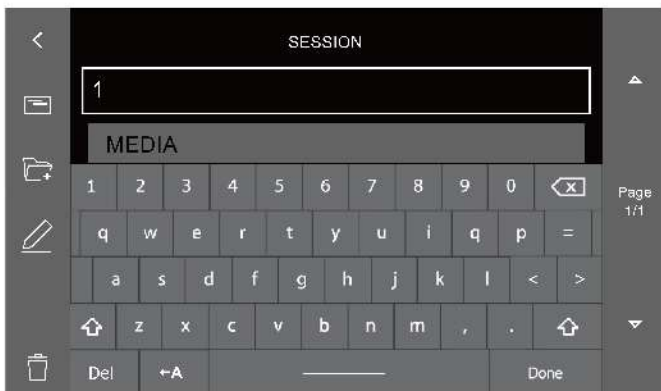 SESSION
1
MEDIA
1 2 3 4 5 6 7 8 9 0 x
q w e r t y u i q p =
a s d f g h j k l < >
z x c v b n m , .
Del ←A Done
Page
1/1